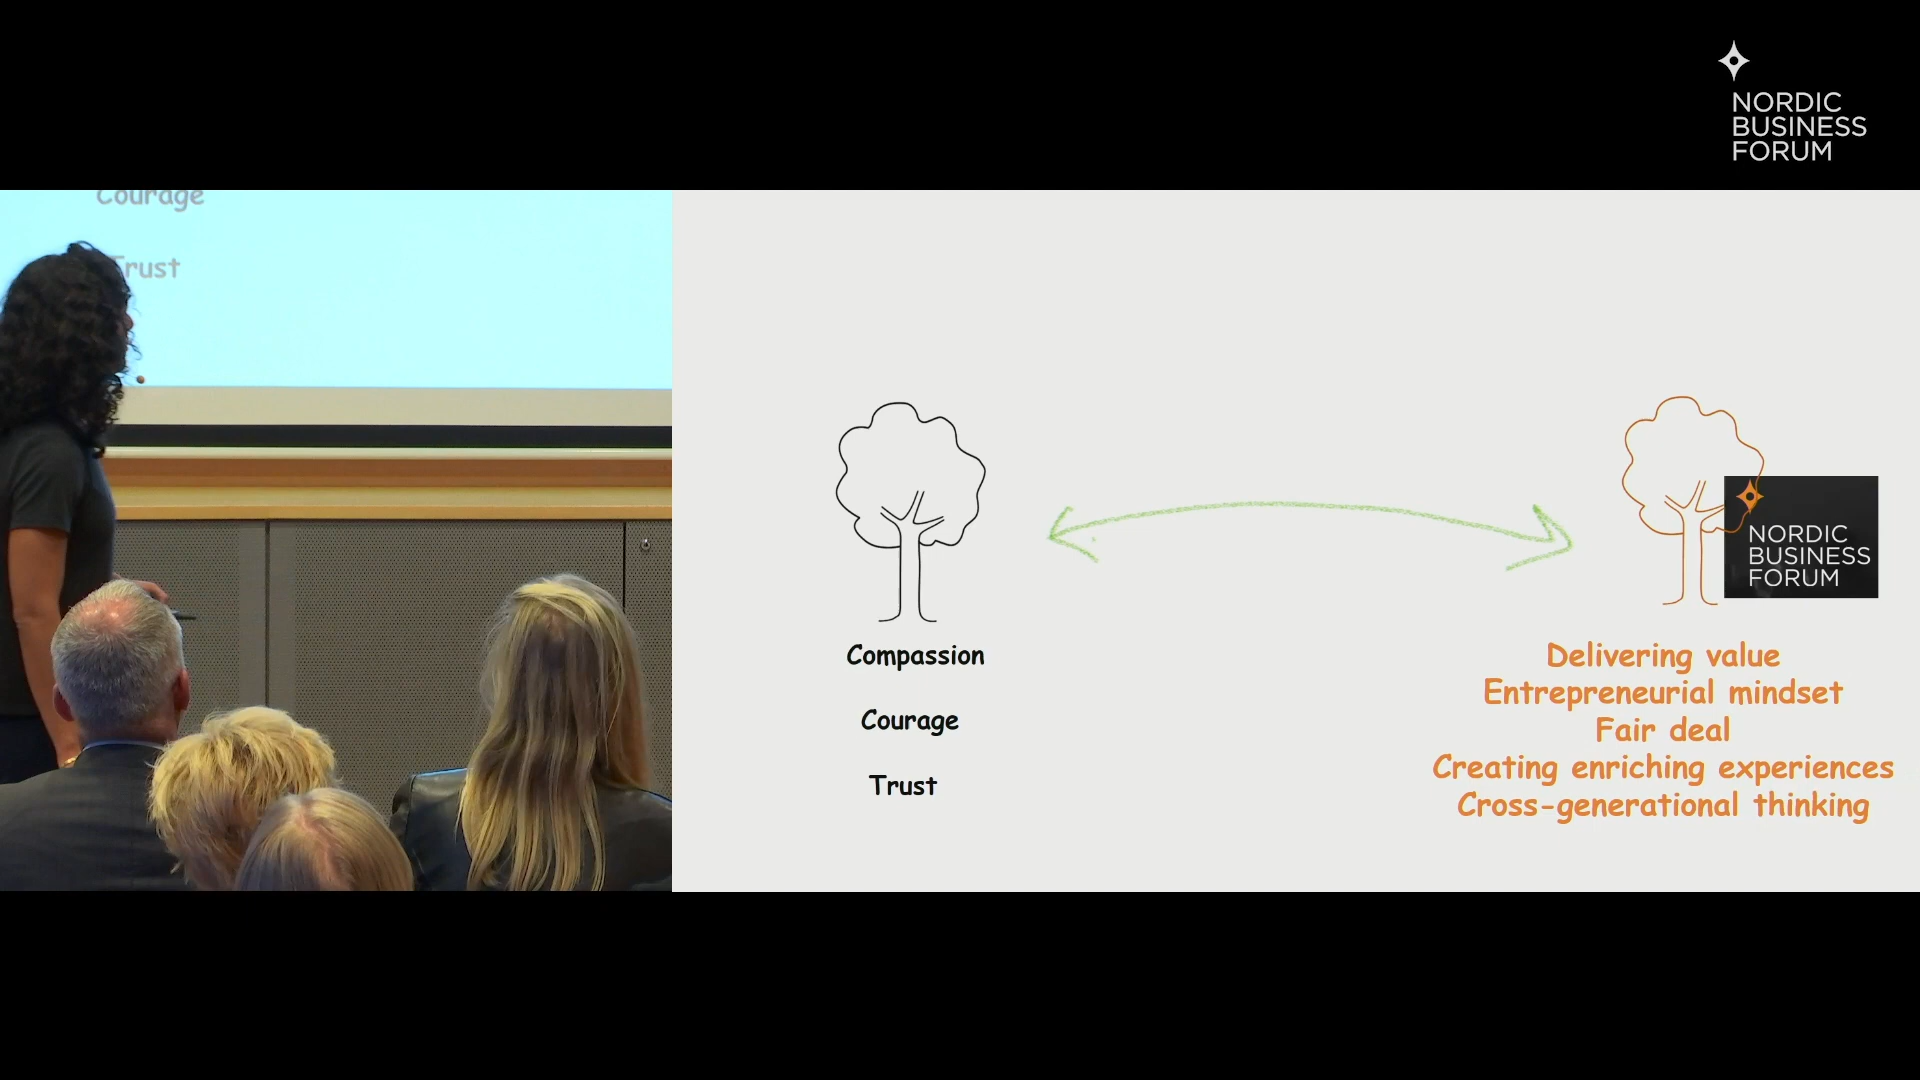 NORDIC
BUSINESS
FORUM
Courage
Trust
Compassion
Courage
Trust
NORDIC
BUSINESS
FORUM
Delivering value
Entrepreneurial mindset
Fair deal
Creating enriching experiences
Cross-generational thinking